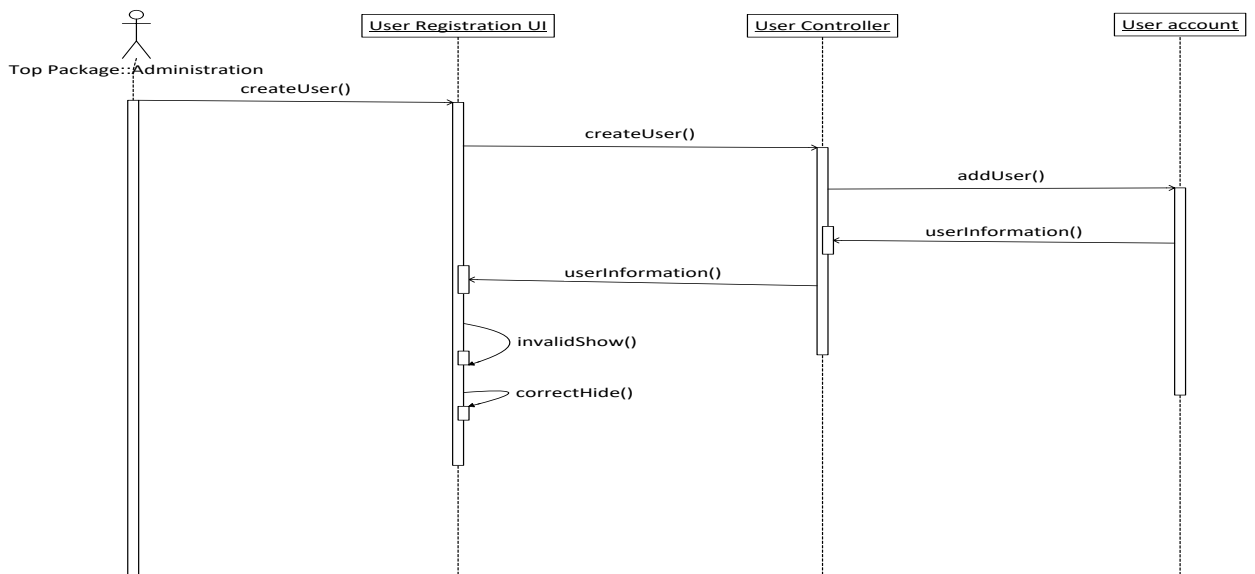 User Registration UI
User Controller
User account
Top Package::Administration
createUser()
createUser()
addUser()
userInformation()
userInformation()
invalidShow()
correctHide()